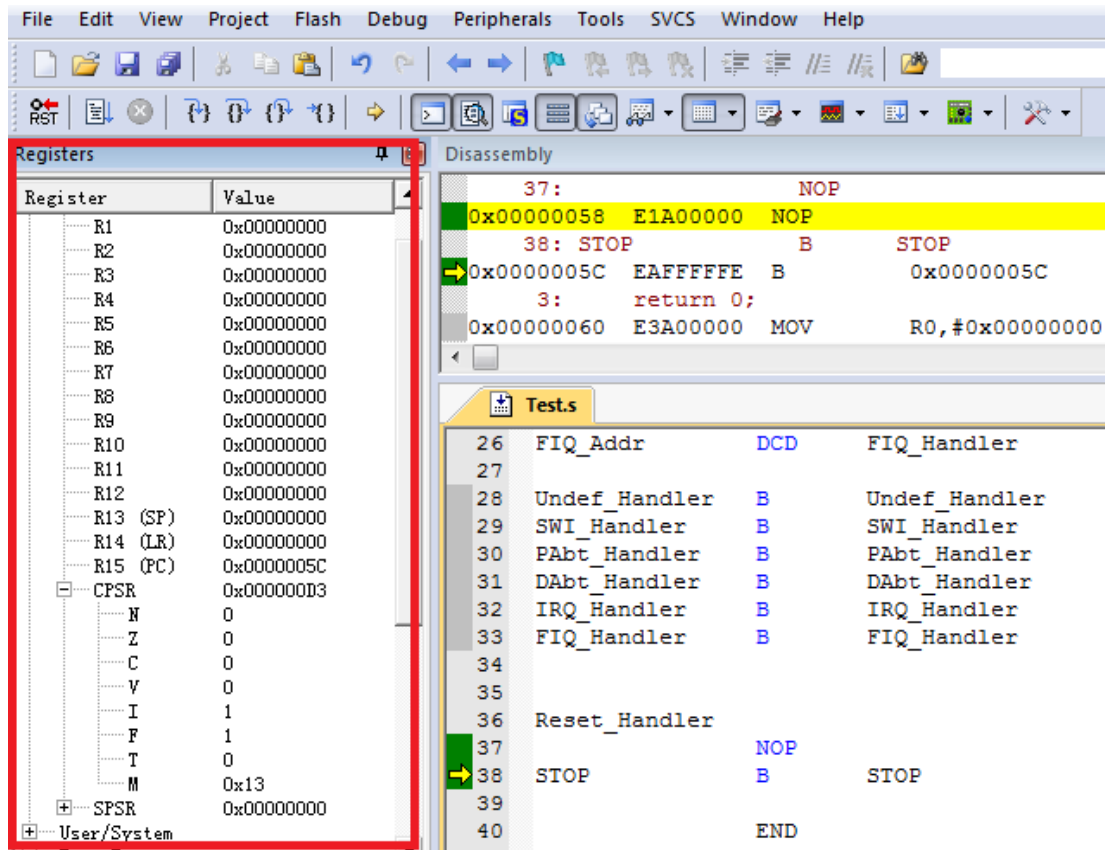 File Edit View Project Flash Debug Peripherals Tools SVCS Window Help
RST
Registers
Register Value
R1 0x00000000
R2 0x00000000
R3 0x00000000
R4 0x00000000
R5 0x00000000
R6 0x00000000
R7 0x00000000
R8 0x00000000
R9 0x00000000
R10 0x00000000
R11 0x00000000
R12 0x00000000
R13 (SP) 0x00000000
R14 (LR) 0x00000000
R15 (PC) 0x0000005C
CPSR 0x000000D3
N 0
Z 0
C 0
V 0
I 1
F 1
T 0
M 0x13
SPSR 0x00000000
User/System
Disassembly
37: NOP
0x00000058 E1A00000 NOP
38: STOP B STOP
0x0000005C EAFFFFFE B 0x0000005C
3: return 0;
0x00000060 E3A00000 MOV R0,#0x00000000
Test.s
26 FIQ_Addr DCD FIQ_Handler
27
28 Undef_Handler B Undef_Handler
29 SWI_Handler B SWI_Handler
30 PAbt_Handler B PAbt_Handler
31 DAbt_Handler B DAbt_Handler
32 IRQ_Handler B IRQ_Handler
33 FIQ_Handler B FIQ_Handler
34
35
36 Reset_Handler
37 NOP
38 STOP B STOP
39
40 END